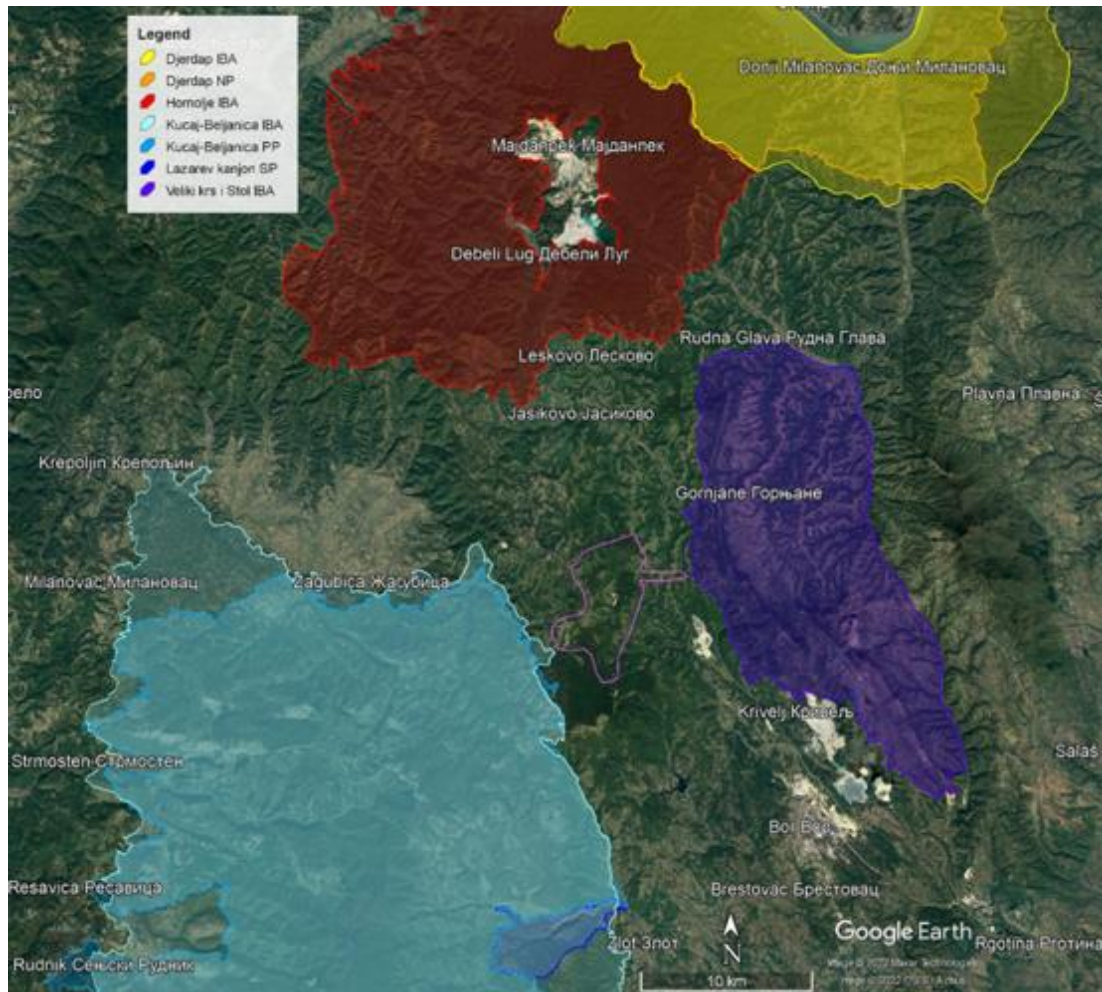 Legend
Djerdap IBA
Djerdap NP
Homolje IBA
Kucaj-Beljanica IBA
Kucaj-Beljanica PP
Lazarev kanjon SP
Veliki krs i Stol IBA
Donji Milanovac Доњи Милановац
Majdanpek Мајданпек
Debeli Lug Дебели Луг
Rudna Glava Рудна Глава
Leskovo Лесково
Plavna Плавна
Jasikovo Јасиково
Krepoljin Крепољин
Gornjane Горњане
Milanovac Милановац
Zagubica Жагубица
Krivelj Кривељ
Strmosten Стрмостен
Salaš
Bor Бор
Resavica Ресавица
Brestovac Брестовац
Google Earth
Zlot Злот
Rgotina Рготина
Rudnik Сењски Рудник
N
10 km